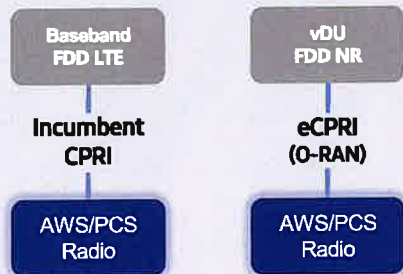 Baseband
FDD LTE
Incumbent
CPRI
AWS/PCS
Radio
vDU
FDD NR
eCPRI
(O-RAN)
AWS/PCS
Radio